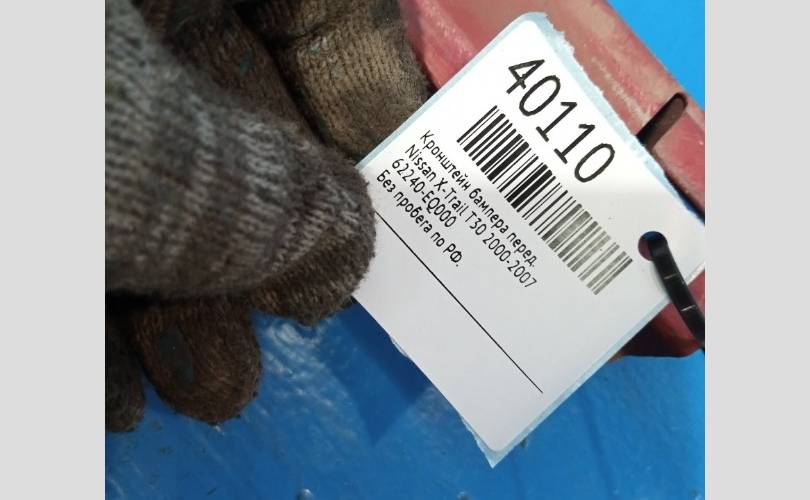 40110
Кронштейн бампера перед.
Nissan X-Trail T30 2000-2007
62240-EQ000
Без пробега по РФ.